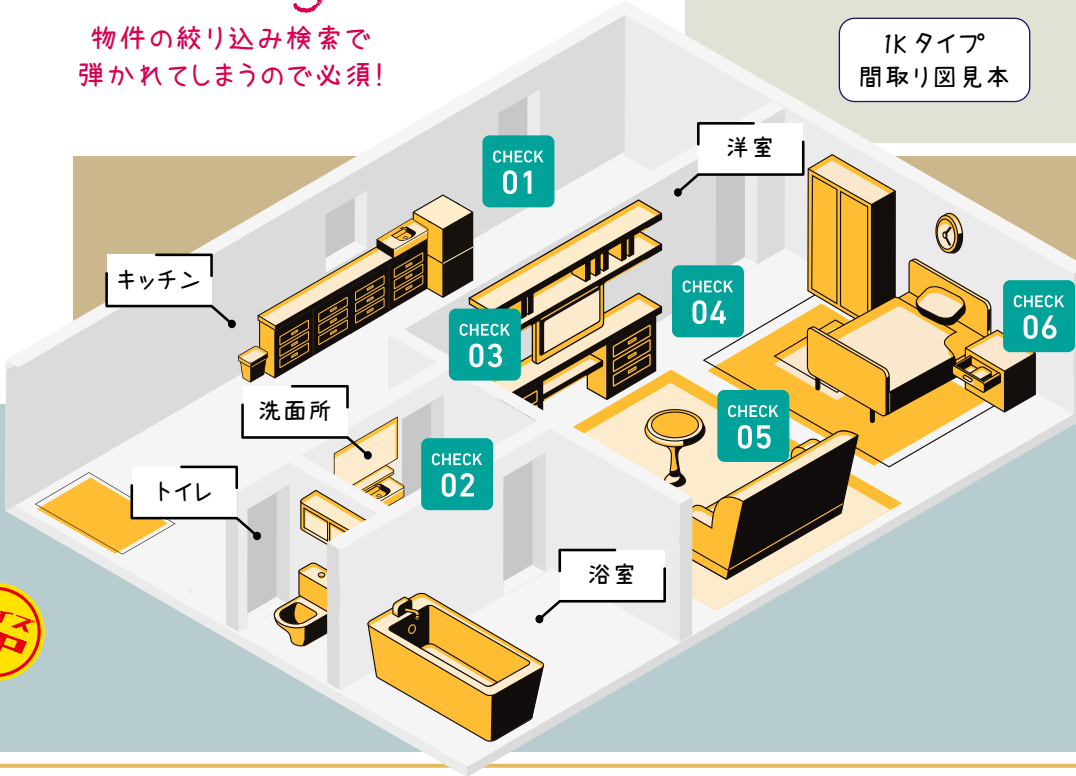 物件の絞り込み検索で
弾かれてしまうので必須!
1K タイプ
間取り図見本
CHECK
01
洋室
キッチン
CHECK
04
CHECK
06
CHECK
03
洗面所
CHECK
05
CHECK
02
トイレ
浴室